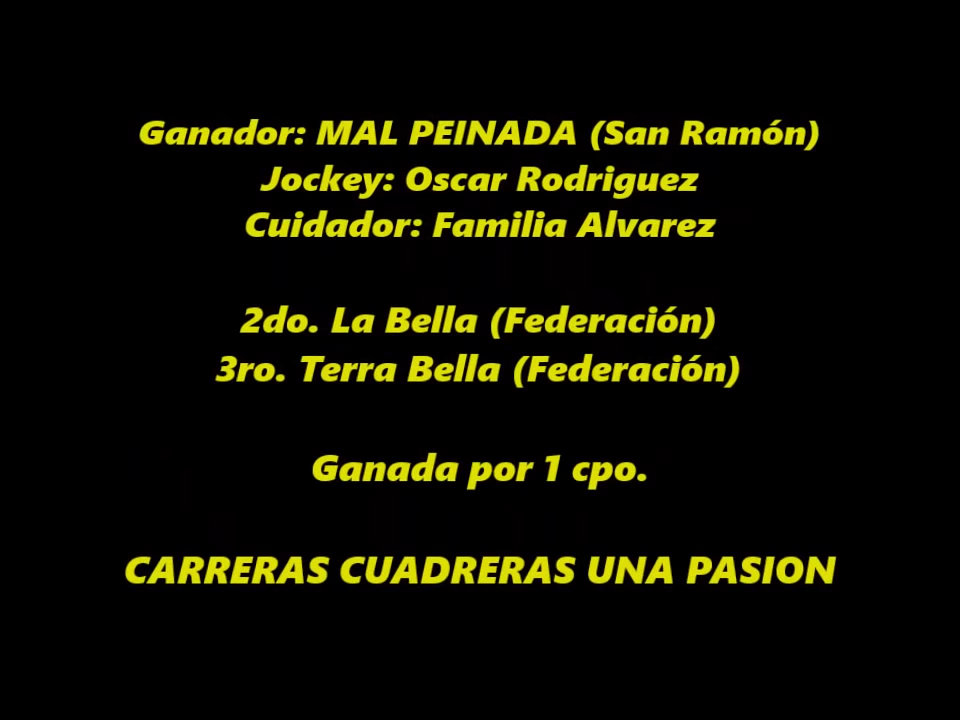 Ganador: MAL PEINADA (San Ramón)
Jockey: Oscar Rodriguez
Cuidador: Familia Alvarez
2do. La Bella (Federación)
3ro. Terra Bella (Federación)
Ganada por 1 cpo.
CARRERAS CUADRERAS UNA PASION